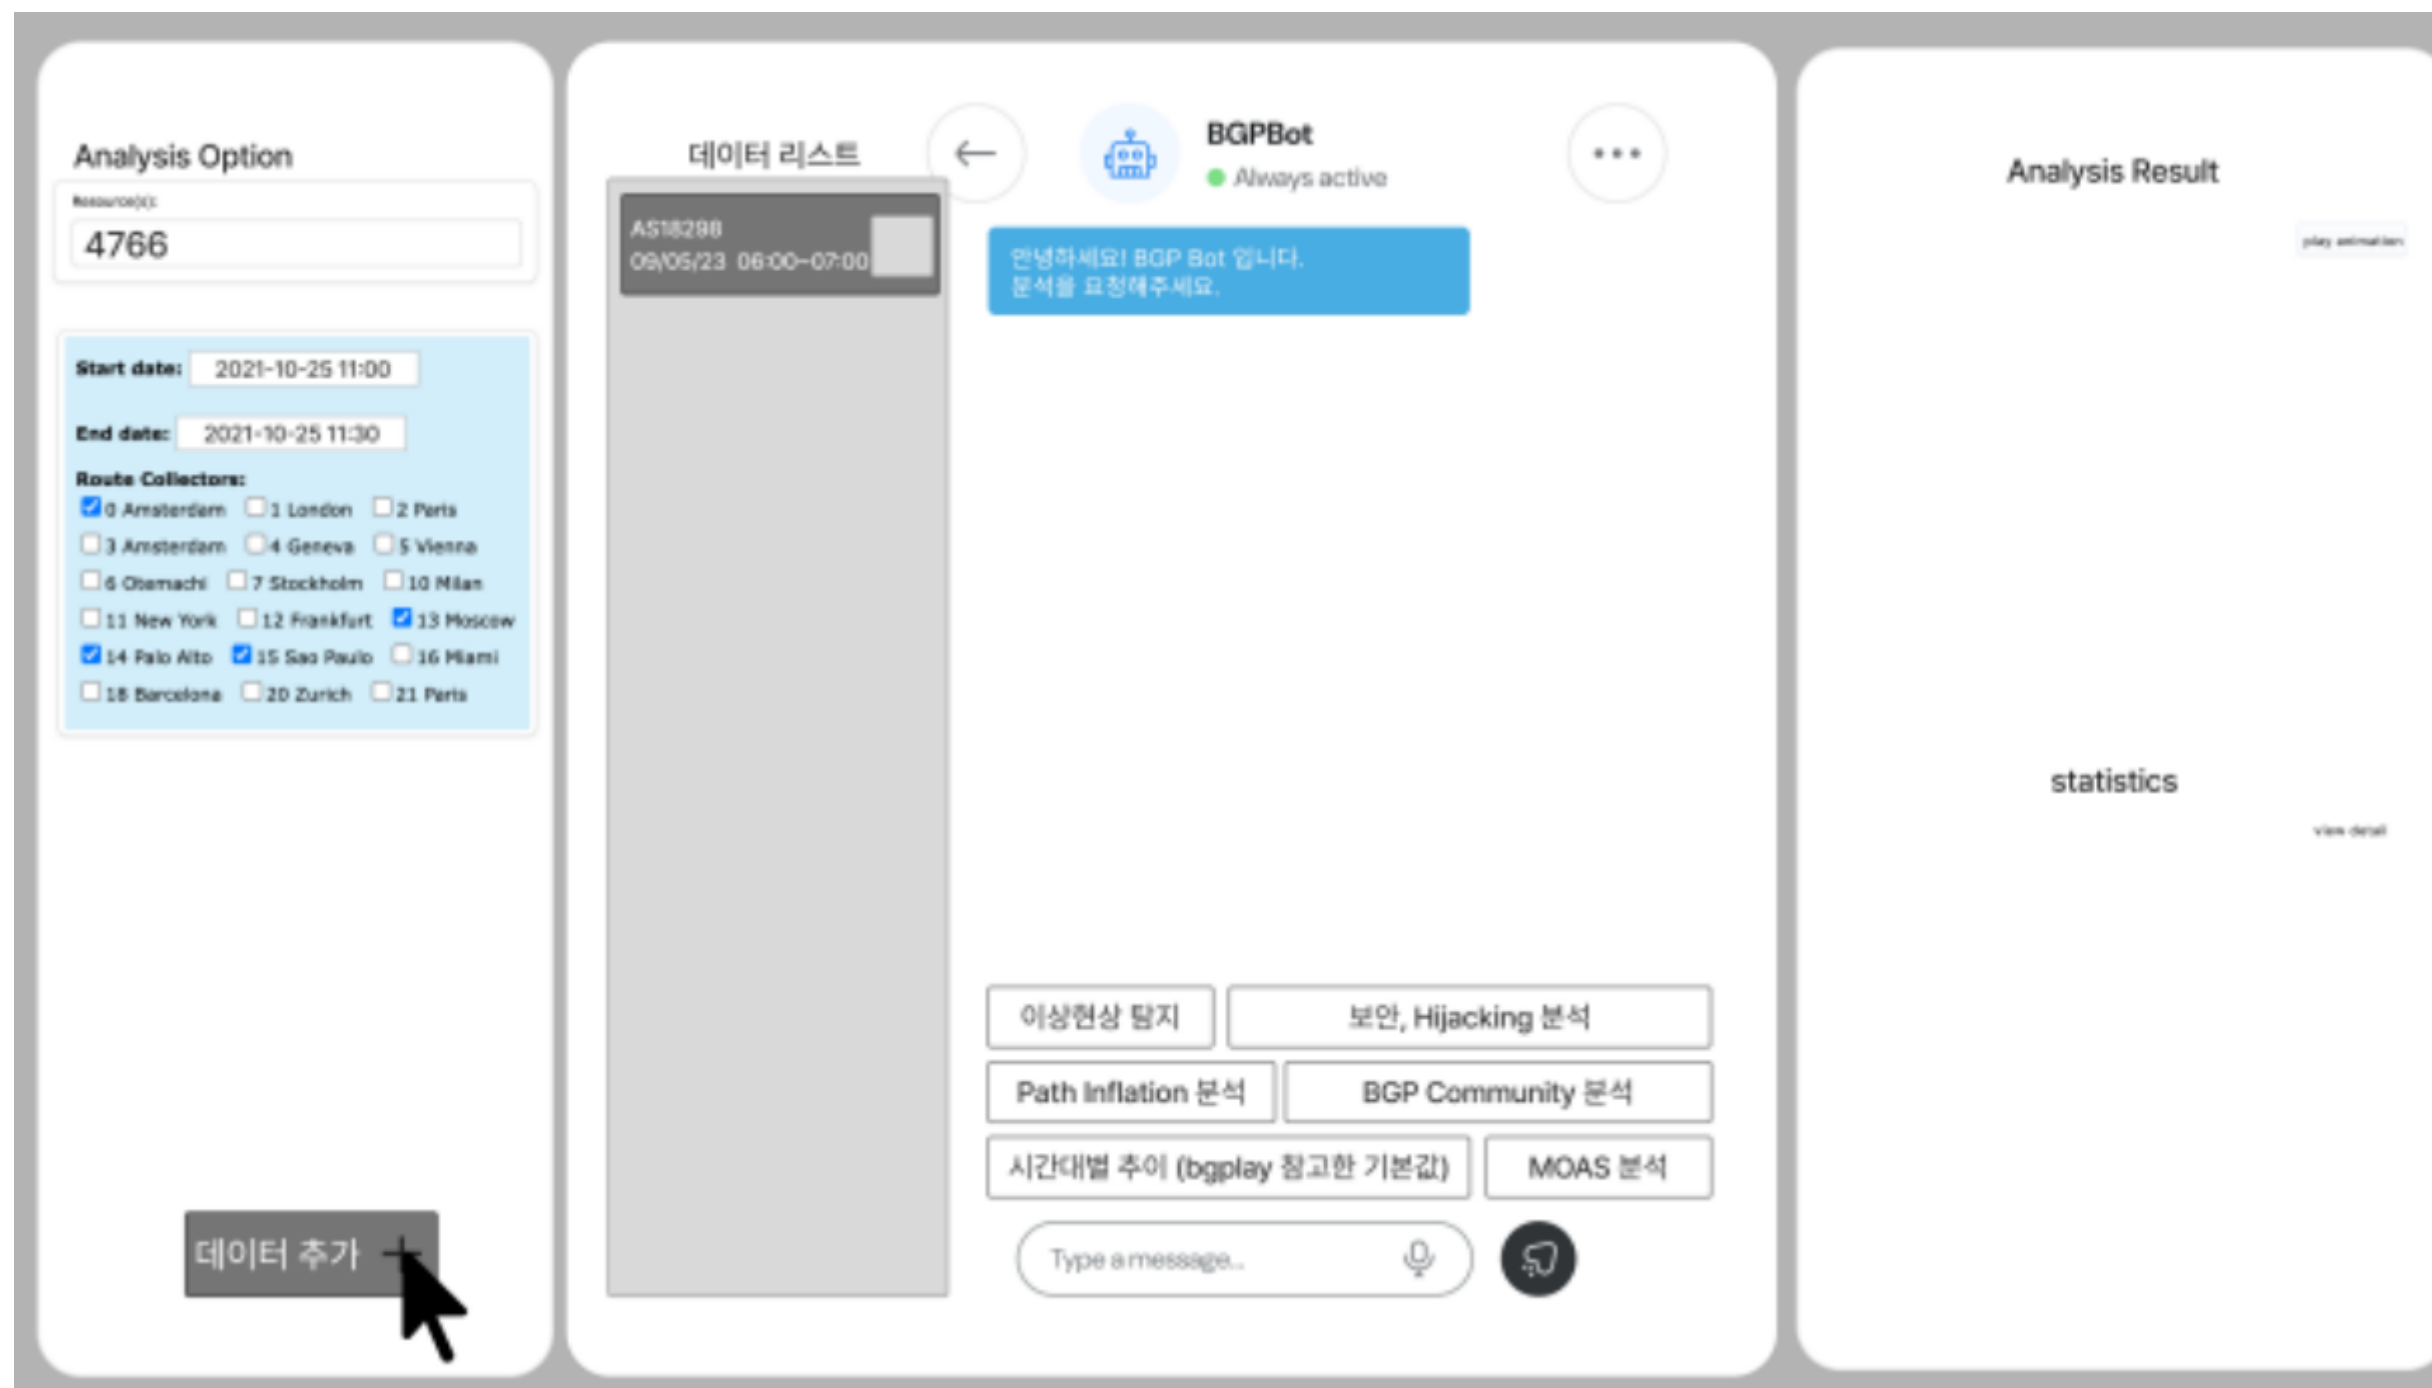 Analysis Option
Resource(s):
4766
Start date: 2021-10-25 11:00
End date: 2021-10-25 11:30
Route Collectors:
0 Amsterdam 1 London 2 Paris
3 Amsterdam 4 Geneva 5 Vienna
6 Otemachi 7 Stockholm 10 Milan
11 New York 12 Frankfurt 13 Moscow
14 Palo Alto 15 Sao Paulo 16 Miami
18 Barcelona 20 Zurich 21 Paris
데이터 추가 +
데이터 리스트
AS18298
09/05/23 06:00~07:00
BGPBot
Always active
안녕하세요! BGP Bot 입니다.
분석을 요청해주세요.
이상현상 탐지
보안, Hijacking 분석
Path Inflation 분석
BGP Community 분석
시간대별 추이 (bgplay 참고한 기본값)
MOAS 분석
Type a message...
Analysis Result
play animation
statistics
view detail